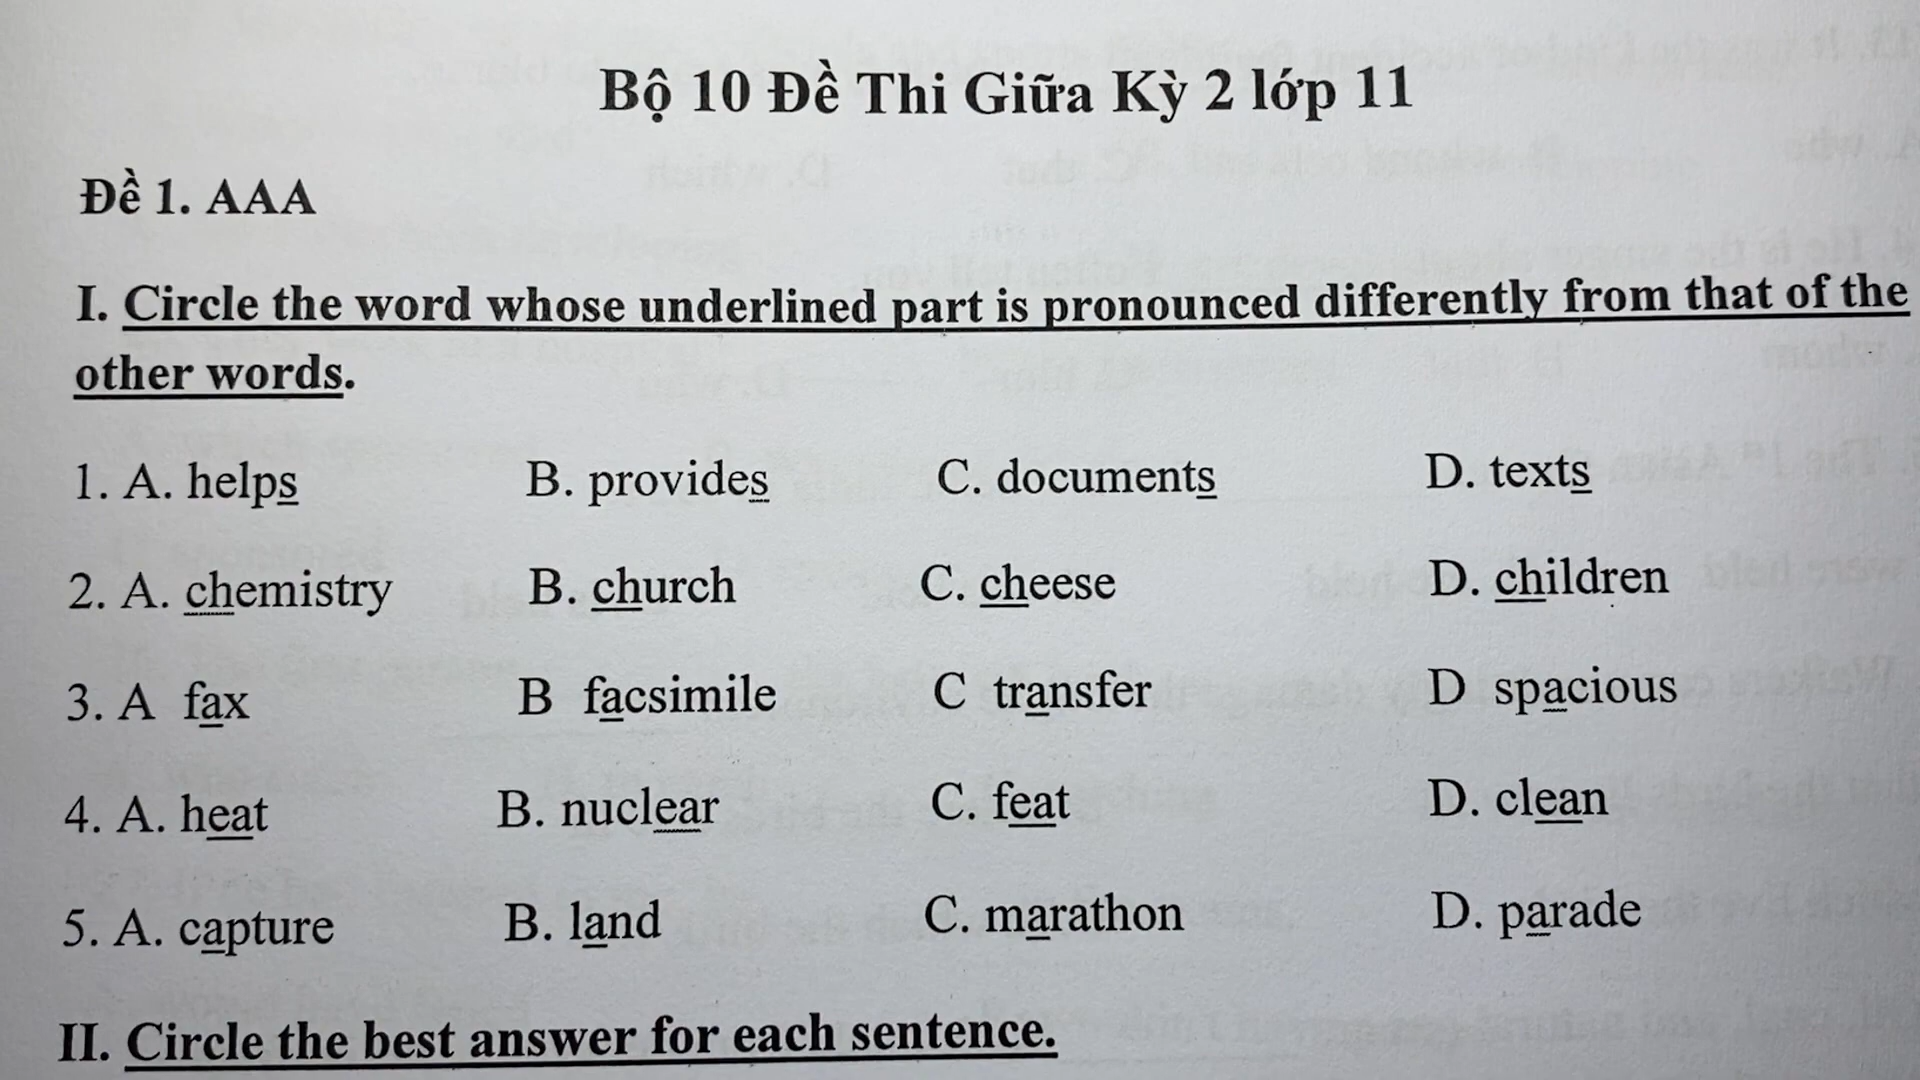 Bộ 10 Đề Thi Giữa Kỳ 2 lớp 11
Đề 1. AAA
I. Circle the word whose underlined part is pronounced differently from that of the
other words.
1. A. helps B. provides C. documents D. texts
2. A. chemistry B. church C. cheese D. children
3. A fax B facsimile C transfer D spacious
4. A. heat B. nuclear C. feat D. clean
5. A. capture B. land C. marathon D. parade
II. Circle the best answer for each sentence.